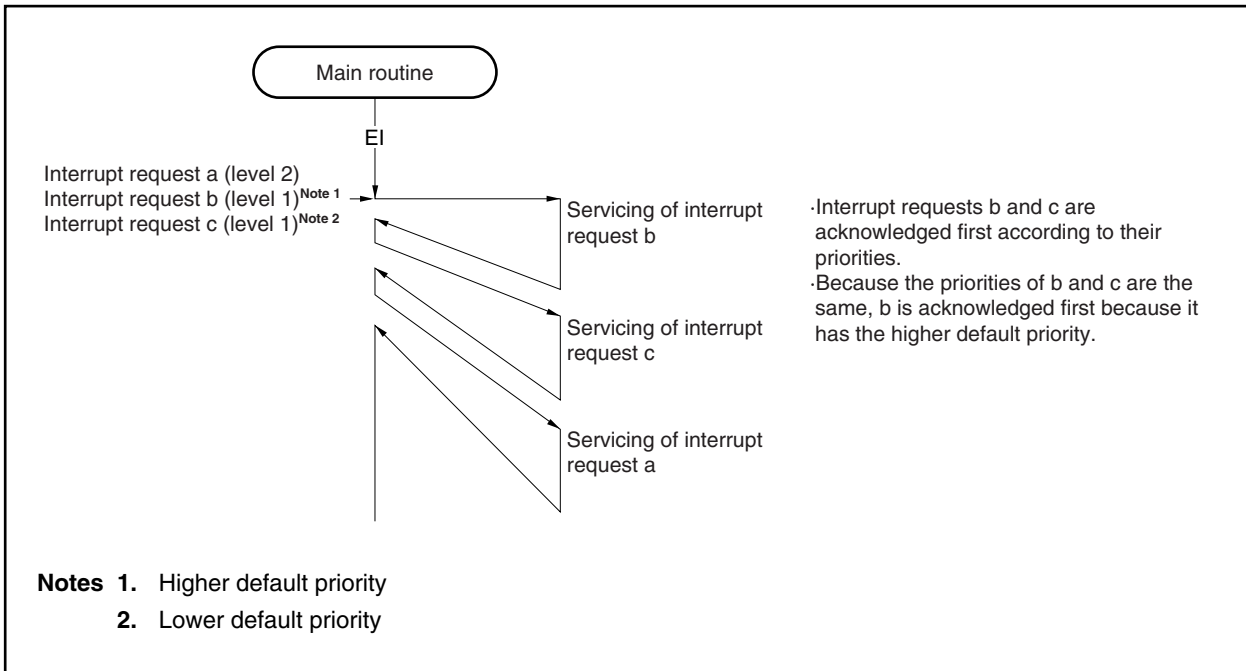 Main routine
EI
Interrupt request a (level 2)
Interrupt request b (level 1)Note 1
Interrupt request c (level 1)Note 2
Servicing of interrupt
request b
·Interrupt requests b and c are
acknowledged first according to their
priorities.
·Because the priorities of b and c are the
same, b is acknowledged first because it
has the higher default priority.
Servicing of interrupt
request c
Servicing of interrupt
request a
Notes 1. Higher default priority
2. Lower default priority